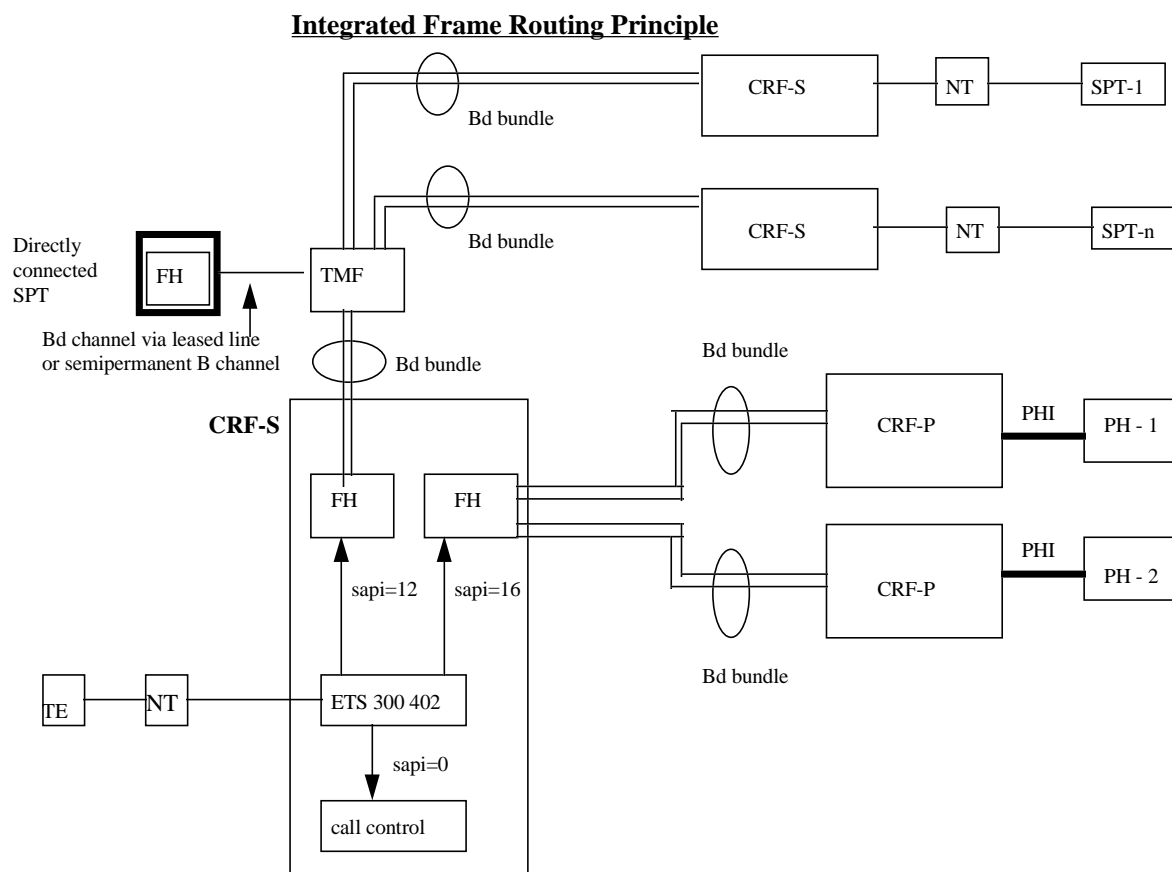 Integrated Frame Routing Principle
CRF-S
NT
SPT-1
Bd bundle
CRF-S
NT
SPT-n
Bd bundle
Directly
connected
SPT
FH
TMF
Bd channel via leased line
or semipermanent B channel
Bd bundle
Bd bundle
CRF-S
CRF-P
PHI
PH - 1
FH
FH
sapi=12
sapi=16
CRF-P
PHI
PH - 2
Bd bundle
TE
NT
ETS 300 402
sapi=0
call control